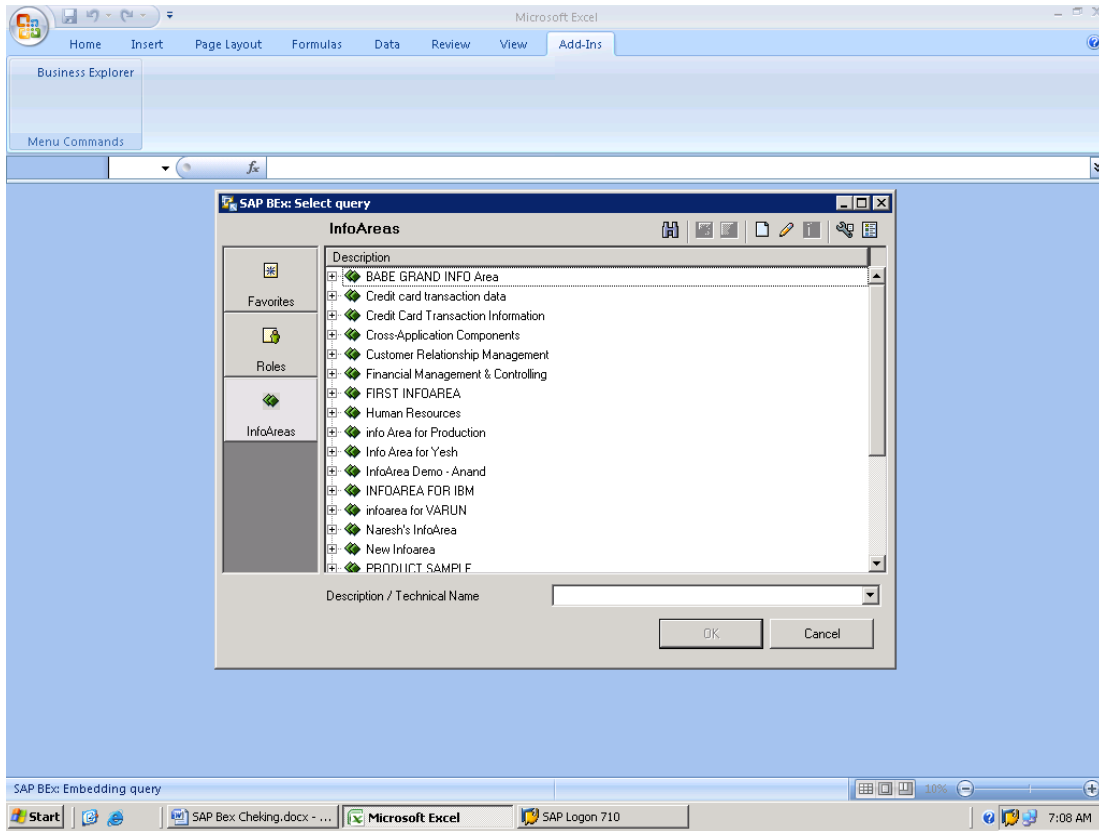 Microsoft Excel
Home Insert Page Layout Formulas Data Review View Add-Ins
Business Explorer
Menu Commands
fx
SAP BEx: Select query
InfoAreas
Description
Favorites
Roles
InfoAreas
BABE GRAND INFO Area
Credit card transaction data
Credit Card Transaction Information
Cross-Application Components
Customer Relationship Management
Financial Management & Controlling
FIRST INFOAREA
Human Resources
info Area for Production
Info Area for Yesh
InfoArea Demo - Anand
INFOAREA FOR IBM
infoarea for VARUN
Naresh's InfoArea
New Infoarea
PRODUCT SAMPLE
Description / Technical Name
OK Cancel
SAP BEx: Embedding query 10%
Start SAP Bex Cheking.docx - ... Microsoft Excel SAP Logon 710 7:08 AM